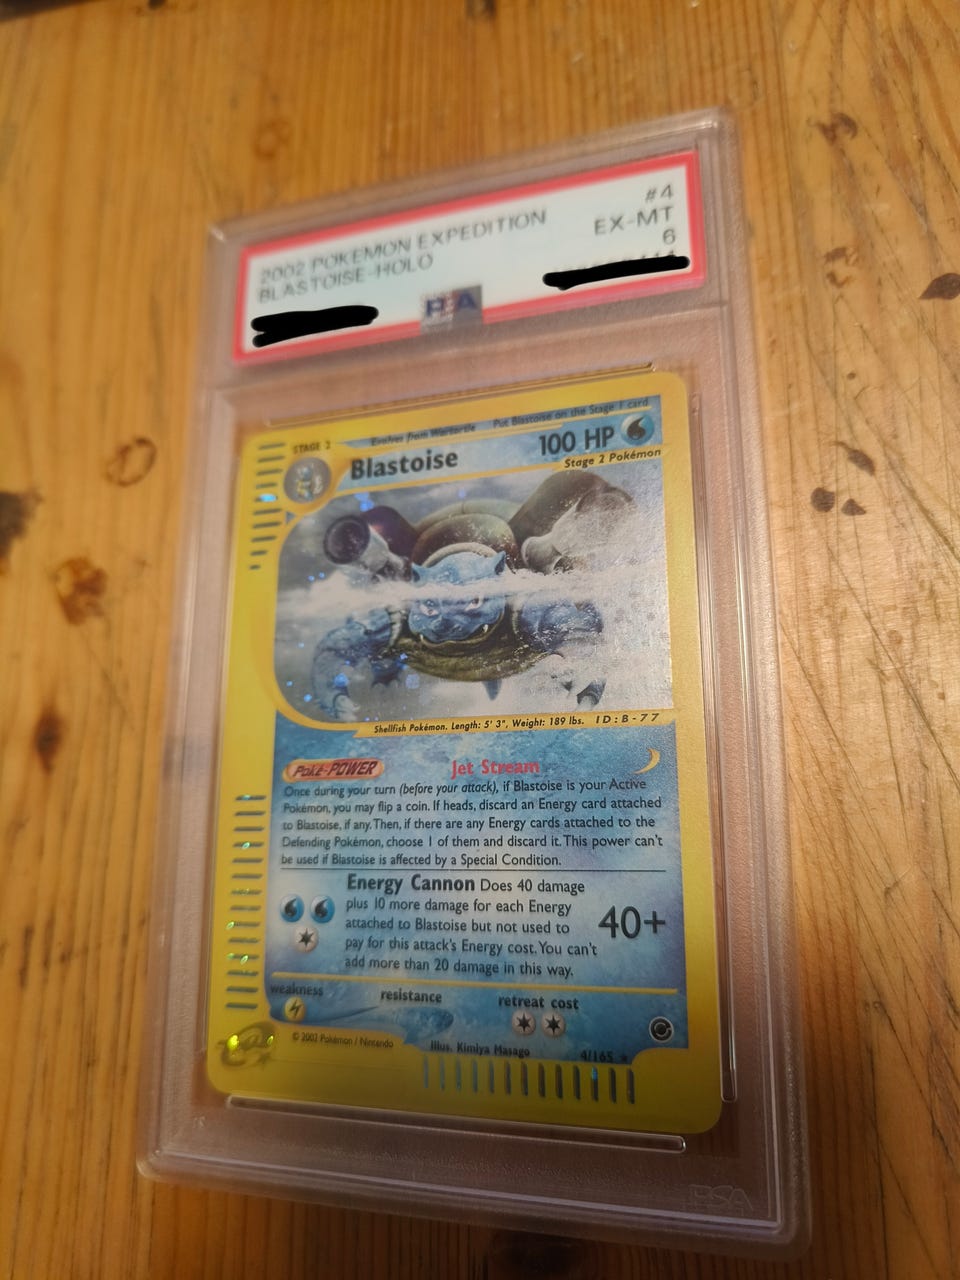 2002 POKEMON EXPEDITION #4
BLASTOISE-HOLO EX-MT
6
PSA
STAGE 2 Evolves from Wartortle Put Blastoise on the Stage 1 card
Blastoise 100 HP
Stage 2 Pokémon
Shellfish Pokémon. Length: 5' 3", Weight: 189 lbs. ID:B-77
Poké-POWER Jet Stream
Once during your turn (before your attack), if Blastoise is your Active
Pokémon, you may flip a coin. If heads, discard an Energy card attached
to Blastoise, if any. Then, if there are any Energy cards attached to the
Defending Pokémon, choose 1 of them and discard it. This power can't
be used if Blastoise is affected by a Special Condition.
Energy Cannon Does 40 damage
plus 10 more damage for each Energy
attached to Blastoise but not used to
pay for this attack's Energy cost. You can't
add more than 20 damage in this way.
40+
weakness resistance retreat cost
© 2002 Pokémon / Nintendo Illus. Kimiya Masago 4/165 ★
PSA